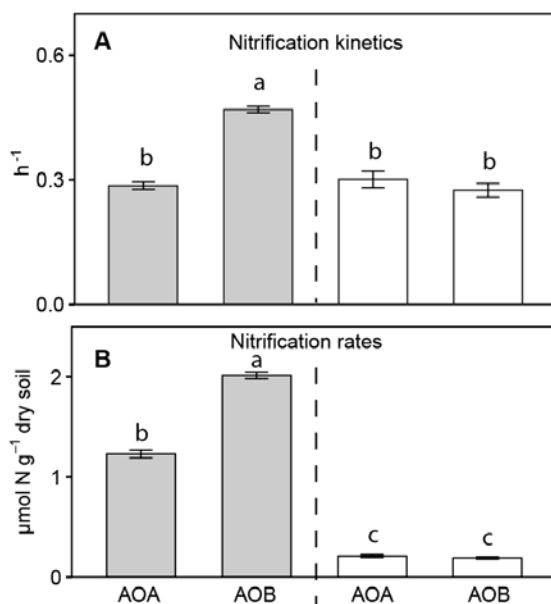 A
Nitrification kinetics
a
b
b
b
h⁻¹
0.6
0.3
0.0
B
Nitrification rates
a
b
c
c
µmol N g⁻¹ dry soil
2
1
0
AOA AOB AOA AOB